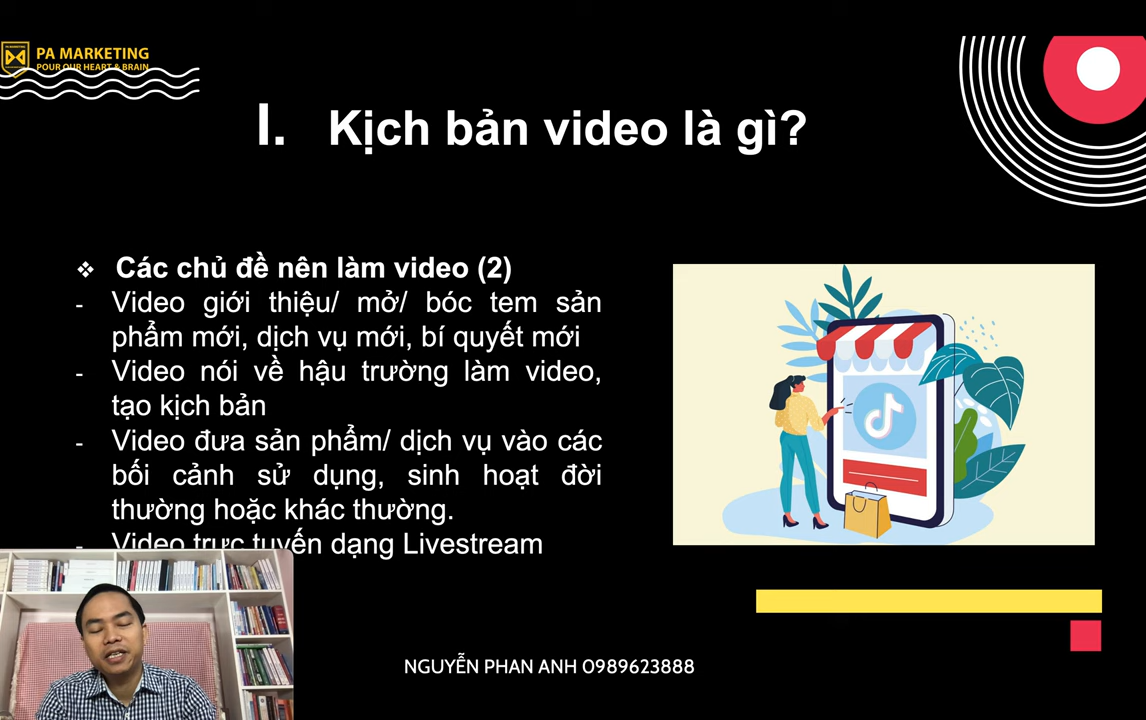 PA MARKETING
POUR OUR HEART & BRAIN
I. Kịch bản video là gì?
❖ Các chủ đề nên làm video (2)
- Video giới thiệu/ mở/ bóc tem sản
phẩm mới, dịch vụ mới, bí quyết mới
- Video nói về hậu trường làm video,
tạo kịch bản
- Video đưa sản phẩm/ dịch vụ vào các
bối cảnh sử dụng, sinh hoạt đời
thường hoặc khác thường.
- Video trực tuyến dạng Livestream
NGUYỄN PHAN ANH 0989623888